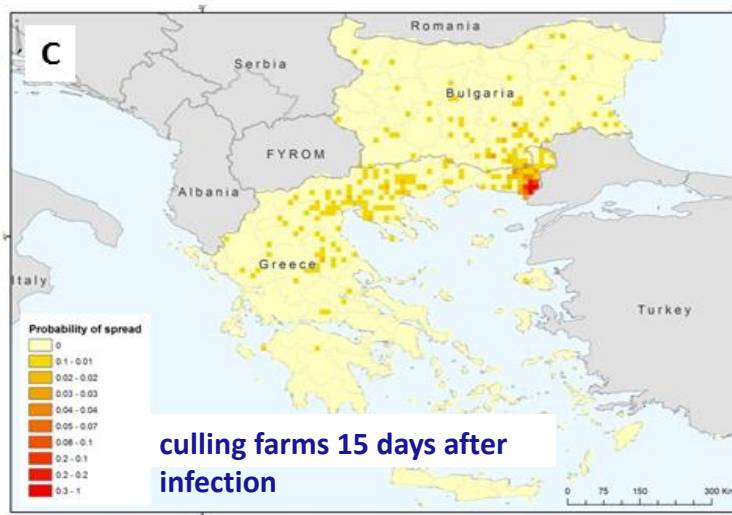 C
Romania
Serbia
Bulgaria
FYROM
Albania
Italy
Greece
Turkey
Probability of spread
0
0.1 - 0.01
0.02 - 0.02
0.03 - 0.03
0.04 - 0.04
0.05 - 0.07
0.08 - 0.1
0.2 - 0.1
0.2 - 0.2
0.3 - 1
culling farms 15 days after
infection
0 75 150 300 Km